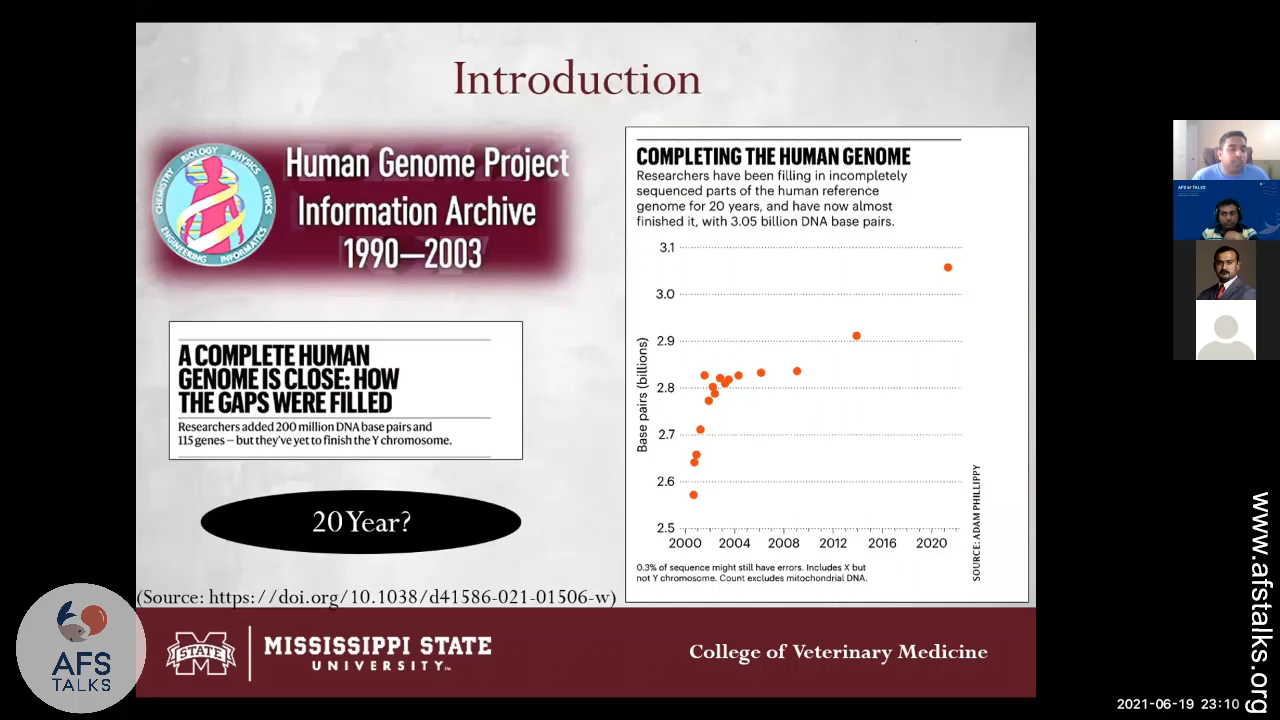 Introduction
CHEMISTRY BIOLOGY PHYSICS ETHICS
ENGINEERING INFORMATICS
Human Genome Project
Information Archive
1990—2003
A COMPLETE HUMAN
GENOME IS CLOSE: HOW
THE GAPS WERE FILLED
Researchers added 200 million DNA base pairs and
115 genes — but they've yet to finish the Y chromosome.
20 Year?
(Source: https://doi.org/10.1038/d41586-021-01506-w)
COMPLETING THE HUMAN GENOME
Researchers have been filling in incompletely
sequenced parts of the human reference
genome for 20 years, and have now almost
finished it, with 3.05 billion DNA base pairs.
3.1
3.0
2.9
2.8
2.7
2.6
2.5
Base pairs (billions)
2000 2004 2008 2012 2016 2020
0.3% of sequence might still have errors. Includes X but
not Y chromosome. Count excludes mitochondrial DNA.
SOURCE: ADAM PHILLIPPY
STATE
MISSISSIPPI STATE
UNIVERSITY™
College of Veterinary Medicine
AFS
TALKS
AFS TALKS
www.afstalks.org
2021-06-19 23:10